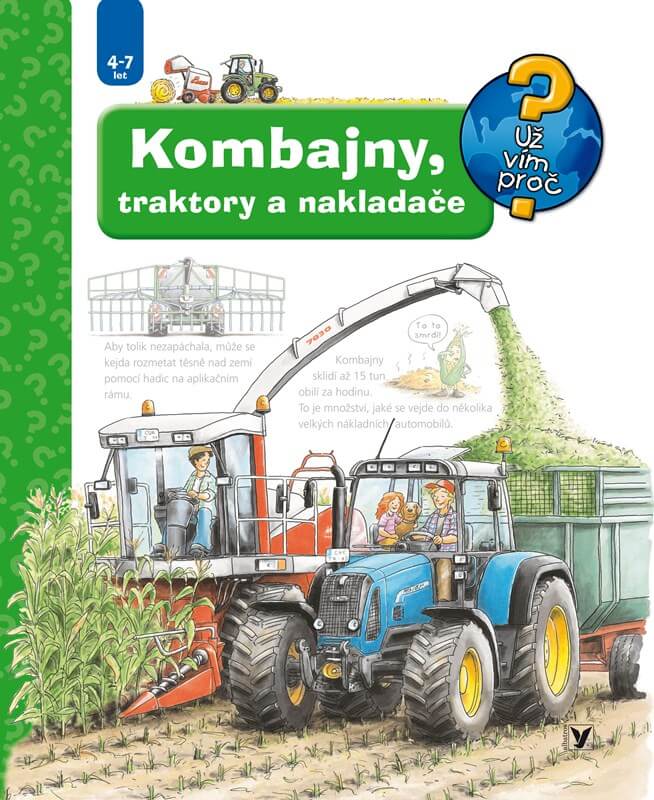 4-7
let
Kombajny,
traktory a nakladače
Už
vím
proč
Aby tolik nezapáchala, může se
kejda rozmetat těsně nad zemí
pomocí hadic na aplikačním
rámu.
To to
smrdí!
Kombajny
sklidí až 15 tun
obilí za hodinu.
To je množství, jaké se vejde do několika
velkých nákladních automobilů.
7830
albatros